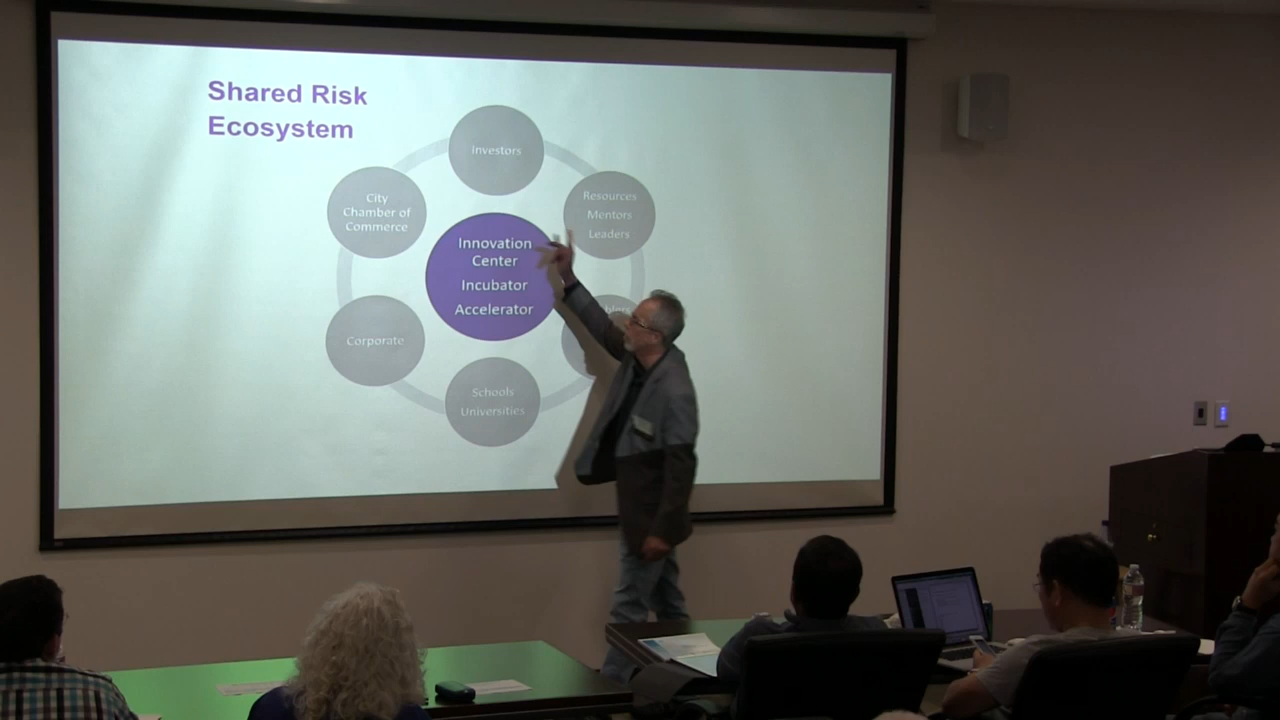 Shared Risk
Ecosystem
Investors
Resources
Mentors
Leaders
City
Chamber of
Commerce
Innovation
Center
Incubator
Accelerator
Corporate
Schools
Universities